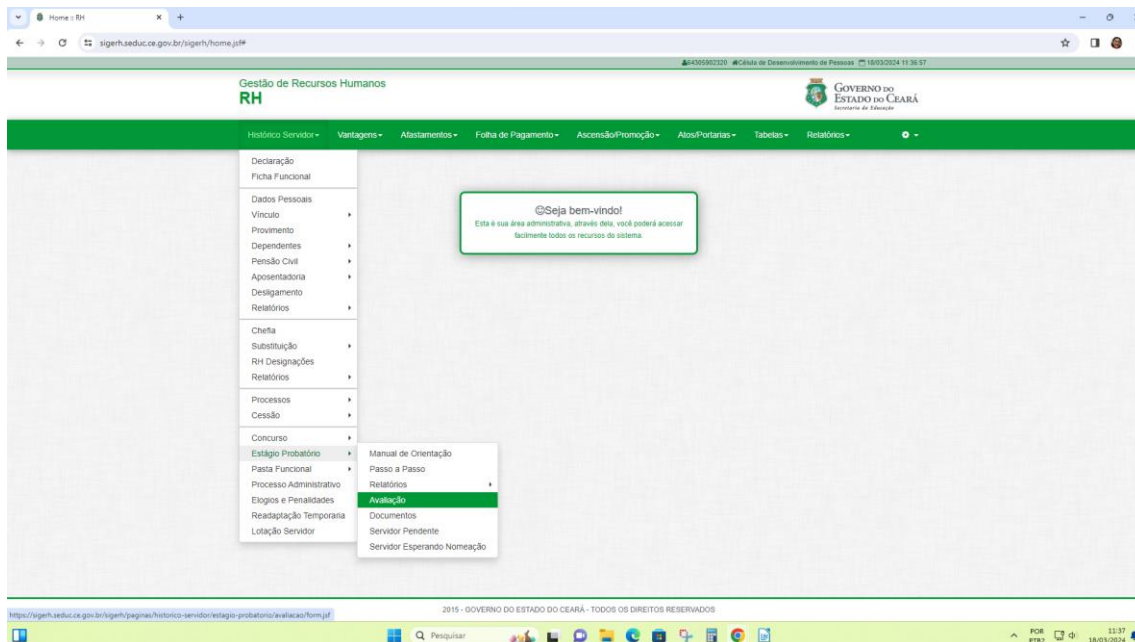 Home :: RH
sigerh.seduc.ce.gov.br/sigerh/home.jsf#
64305902320 Célula de Desenvolvimento de Pessoas 18/03/2024 11:36:57
Gestão de Recursos Humanos
RH
GOVERNO DO
ESTADO DO CEARÁ
Secretaria da Educação
Histórico Servidor Vantagens Afastamentos Folha de Pagamento Ascensão/Promoção Atos/Portarias Tabelas Relatórios
Declaração
Ficha Funcional
Dados Pessoais
Vínculo
Provimento
Dependentes
Pensão Civil
Aposentadoria
Desligamento
Relatórios
Chefia
Substituição
RH Designações
Relatórios
Processos
Cessão
Concurso
Estágio Probatório
Pasta Funcional
Processo Administrativo
Elogios e Penalidades
Readaptação Temporaria
Lotação Servidor
Manual de Orientação
Passo a Passo
Relatórios
Avaliação
Documentos
Servidor Pendente
Servidor Esperando Nomeação
Seja bem-vindo!
Esta é sua área administrativa, através dela, você poderá acessar
facilmente todos os recursos do sistema.
2015 - GOVERNO DO ESTADO DO CEARÁ - TODOS OS DIREITOS RESERVADOS
https://sigerh.seduc.ce.gov.br/sigerh/paginas/historico-servidor/estagio-probatorio/avaliacao/form.jsf
Pesquisar
POR
PTB2
11:37
18/03/2024